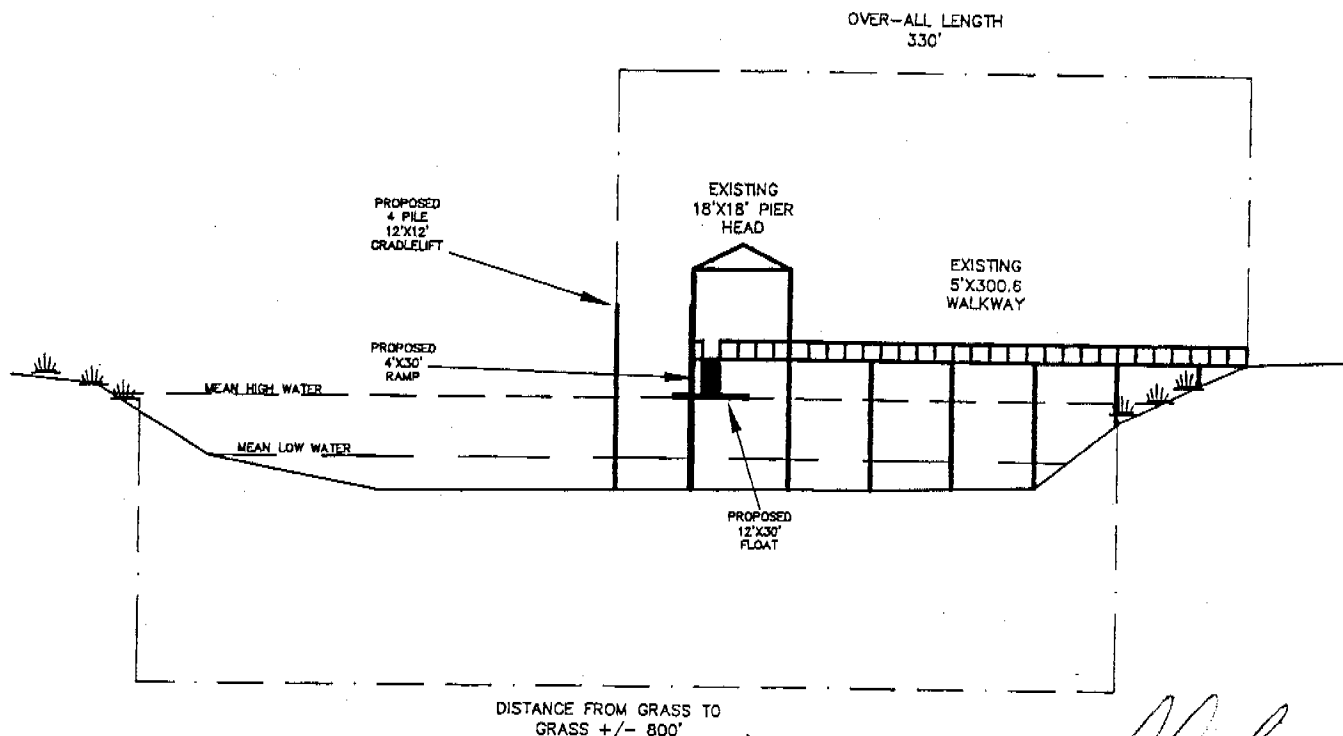 OVER-ALL LENGTH
330'
PROPOSED
4 PILE
12'X12'
CRADLELIFT
EXISTING
18'X18' PIER
HEAD
EXISTING
5'X300.6
WALKWAY
PROPOSED
4'X30'
RAMP
MEAN HIGH WATER
MEAN LOW WATER
PROPOSED
12'X30'
FLOAT
DISTANCE FROM GRASS TO
GRASS +/- 800'